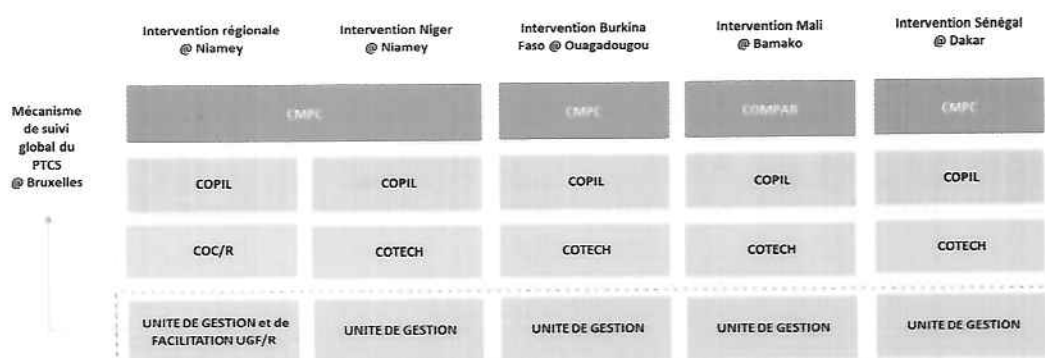 Intervention régionale
@ Niamey
Intervention Niger
@ Niamey
Intervention Burkina
Faso @ Ouagadougou
Intervention Mali
@ Bamako
Intervention Sénégal
@ Dakar
Mécanisme
de suivi
global du
PTCS
@ Bruxelles
CMPC
CMPC
COMPAR
CMPC
COPIL
COPIL
COPIL
COPIL
COPIL
COC/R
COTECH
COTECH
COTECH
COTECH
UNITE DE GESTION et de
FACILITATION UGF/R
UNITE DE GESTION
UNITE DE GESTION
UNITE DE GESTION
UNITE DE GESTION